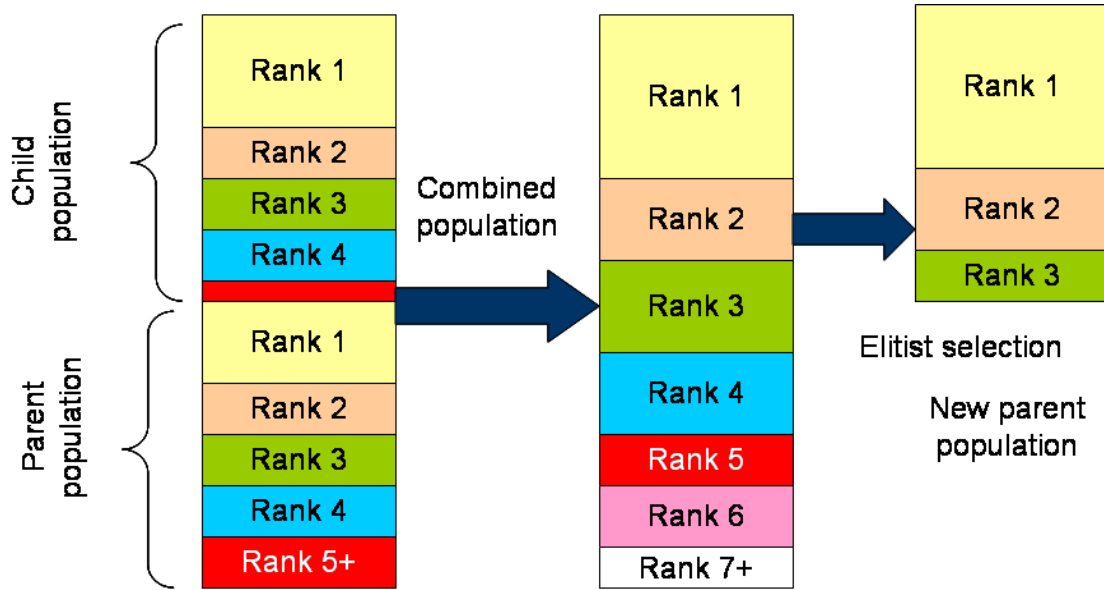 Child
population
Rank 1
Rank 2
Rank 3
Rank 4
Parent
population
Rank 1
Rank 2
Rank 3
Rank 4
Rank 5+
Combined
population
Rank 1
Rank 2
Rank 3
Rank 4
Rank 5
Rank 6
Rank 7+
Rank 1
Rank 2
Rank 3
Elitist selection
New parent
population